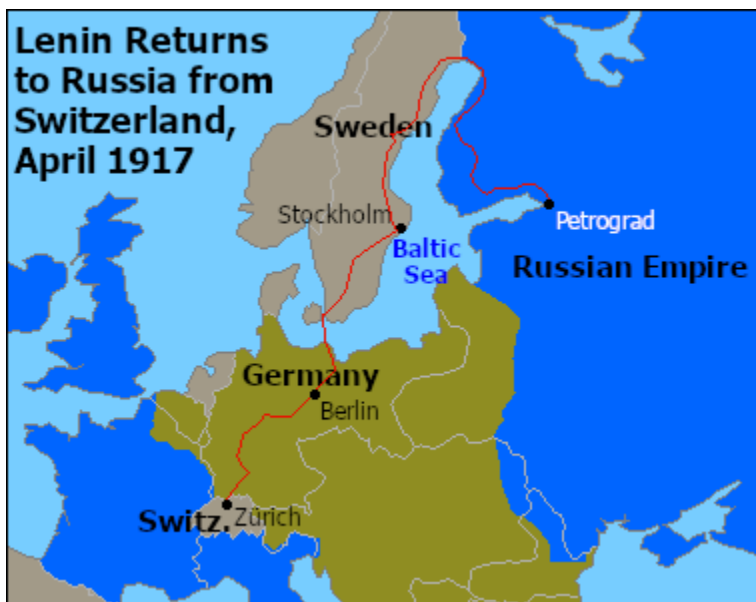 Lenin Returns
to Russia from
Switzerland,
April 1917
Sweden
Stockholm
Petrograd
Baltic
Sea
Russian Empire
Germany
Berlin
Switz.
Zürich